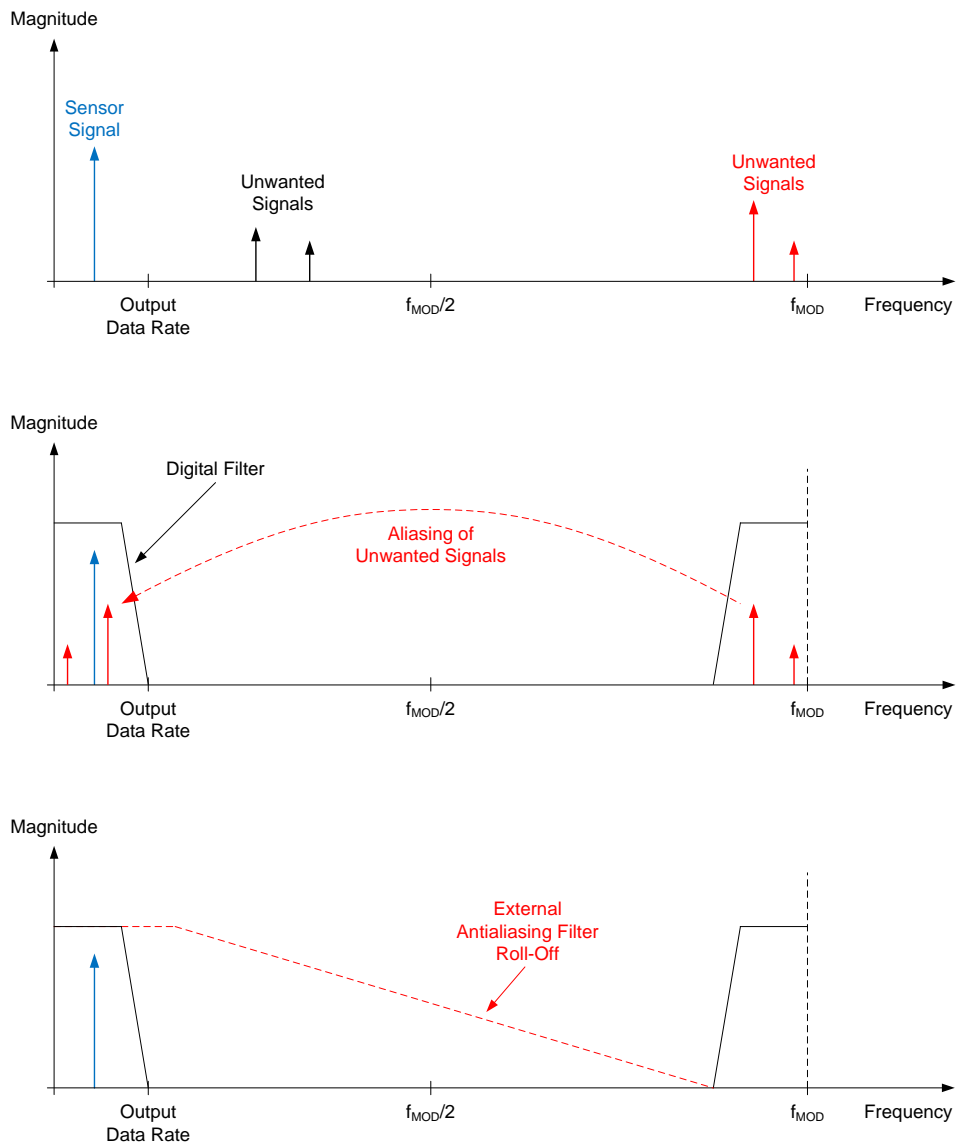 Magnitude
Sensor
Signal
Unwanted
Signals
Unwanted
Signals
Output
Data Rate
fMOD/2
fMOD
Frequency
Magnitude
Digital Filter
Aliasing of
Unwanted Signals
Output
Data Rate
fMOD/2
fMOD
Frequency
Magnitude
External
Antialiasing Filter
Roll-Off
Output
Data Rate
fMOD/2
fMOD
Frequency